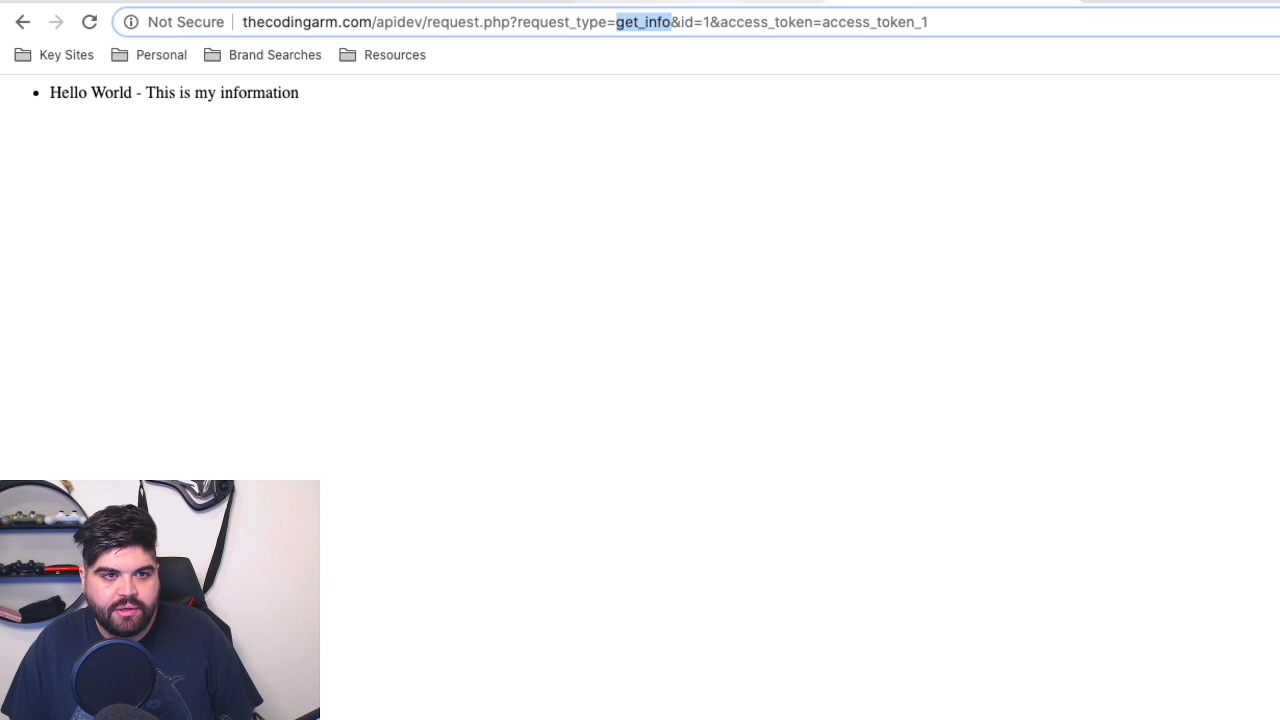 Not Secure thecodingarm.com/apidev/request.php?request_type=get_info&id=1&access_token=access_token_1
Key Sites Personal Brand Searches Resources
• Hello World - This is my information